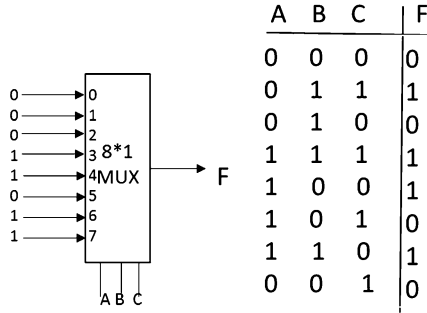 A B C F
0 0 0 0
0 1 1 1
0 1 0 0
1 1 1 1
1 0 0 1
1 0 1 0
1 1 0 1
0 0 1 0
0 0
0 1
0 2
1 3 8*1
1 4 MUX F
0 5
1 6
1 7
A B C